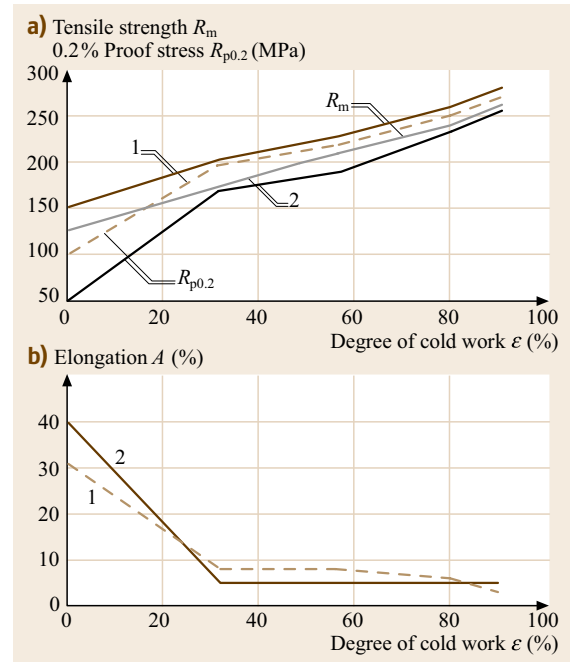 a) Tensile strength Rm
0.2% Proof stress Rp0.2 (MPa)
300
250
200
150
100
50
Rm
1
2
Rp0.2
0 20 40 60 80 100
Degree of cold work ε (%)
b) Elongation A (%)
40
30
20
10
0
2
1
0 20 40 60 80 100
Degree of cold work ε (%)